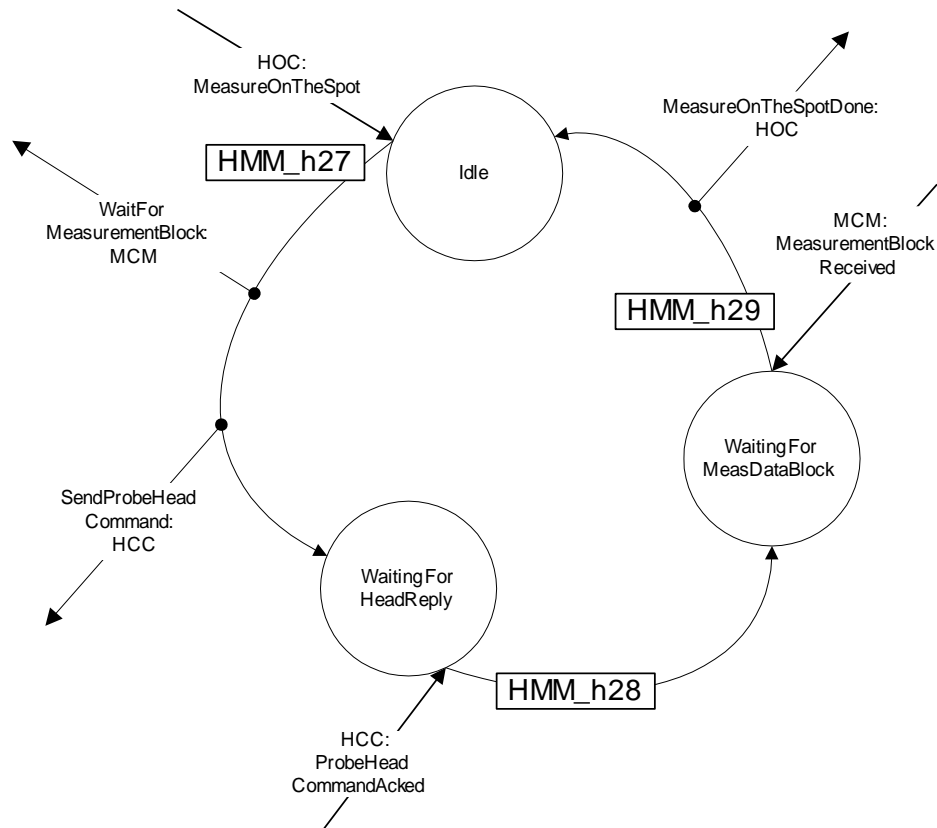 HOC:
MeasureOnTheSpot
MeasureOnTheSpotDone:
HOC
HMM_h27
Idle
WaitFor
MeasurementBlock:
MCM
MCM:
MeasurementBlock
Received
HMM_h29
WaitingFor
MeasDataBlock
SendProbeHead
Command:
HCC
WaitingFor
HeadReply
HMM_h28
HCC:
ProbeHead
CommandAcked